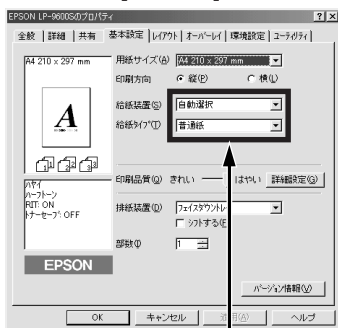 EPSON LP-9600Sのプロパティ
全般 詳細 共有 基本設定 レイアウト オーバーレイ 環境設定 ユーティリティ
A4 210 x 297 mm
用紙サイズ(A) A4 210 x 297 mm
印刷方向 縦(P) 横(L)
給紙装置(S) 自動選択
給紙タイプ(T) 普通紙
A
印刷品質(Q) きれい はやい 詳細設定(G)
ハヤイ
ハーフトーン
RIT: ON
トナーセーブ: OFF
排紙装置(O) フェイスダウントレ
シフトする(F
部数(I) 1
EPSON
バージョン情報(V)
OK キャンセル 用(A) ヘルプ